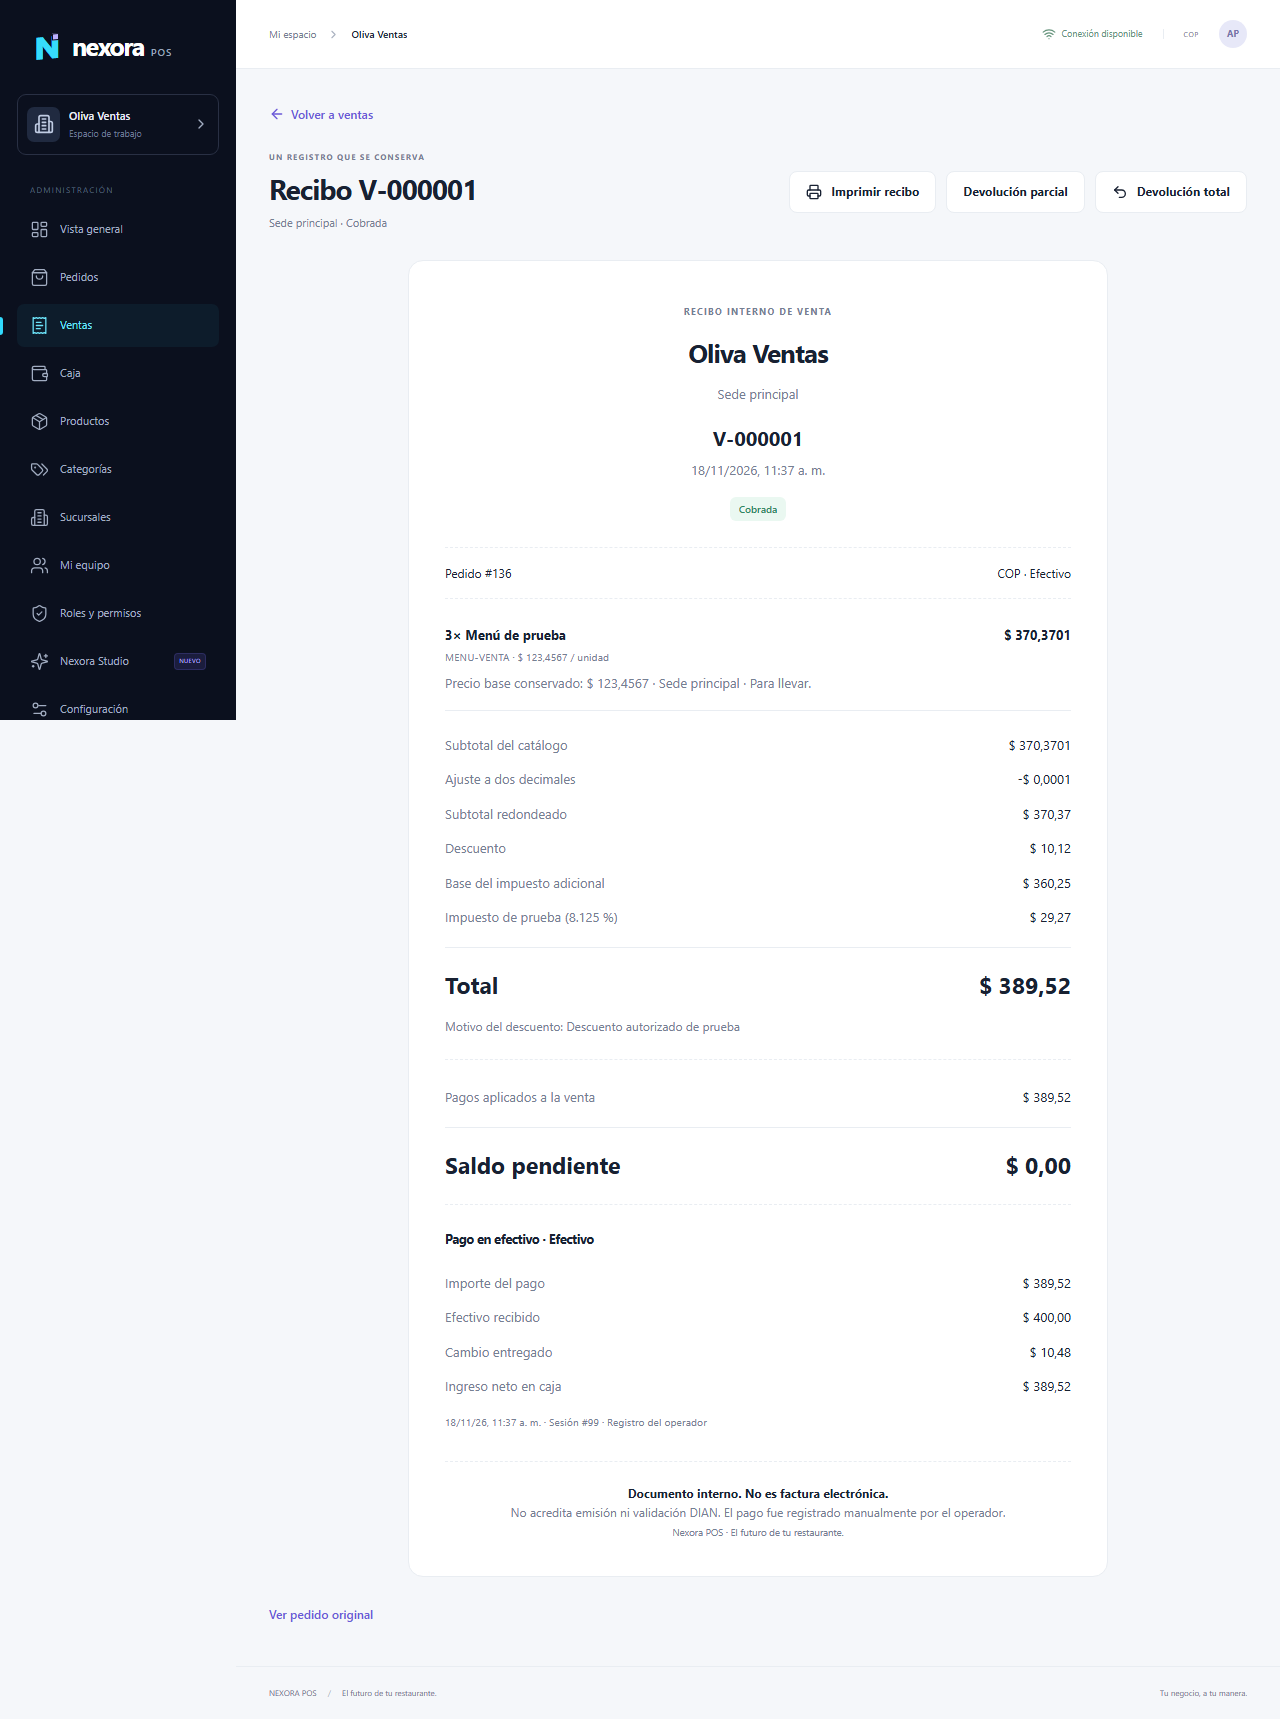 nexora POS
Mi espacio > Oliva Ventas
Conexión disponible
COP
AP
Oliva Ventas
Espacio de trabajo
ADMINISTRACIÓN
Vista general
Pedidos
Ventas
Caja
Productos
Categorías
Sucursales
Mi equipo
Roles y permisos
Nexora Studio NUEVO
Configuración
Volver a ventas
UN REGISTRO QUE SE CONSERVA
Recibo V-000001
Sede principal · Cobrada
Imprimir recibo
Devolución parcial
Devolución total
RECIBO INTERNO DE VENTA
Oliva Ventas
Sede principal
V-000001
18/11/2026, 11:37 a. m.
Cobrada
Pedido #136 COP · Efectivo
3× Menú de prueba $ 370,3701
MENU-VENTA · $ 123,4567 / unidad
Precio base conservado: $ 123,4567 · Sede principal · Para llevar.
Subtotal del catálogo $ 370,3701
Ajuste a dos decimales -$ 0,0001
Subtotal redondeado $ 370,37
Descuento $ 10,12
Base del impuesto adicional $ 360,25
Impuesto de prueba (8.125 %) $ 29,27
Total $ 389,52
Motivo del descuento: Descuento autorizado de prueba
Pagos aplicados a la venta $ 389,52
Saldo pendiente $ 0,00
Pago en efectivo · Efectivo
Importe del pago $ 389,52
Efectivo recibido $ 400,00
Cambio entregado $ 10,48
Ingreso neto en caja $ 389,52
18/11/26, 11:37 a. m. · Sesión #99 · Registro del operador
Documento interno. No es factura electrónica.
No acredita emisión ni validación DIAN. El pago fue registrado manualmente por el operador.
Nexora POS · El futuro de tu restaurante.
Ver pedido original
NEXORA POS / El futuro de tu restaurante.
Tu negocio, a tu manera.